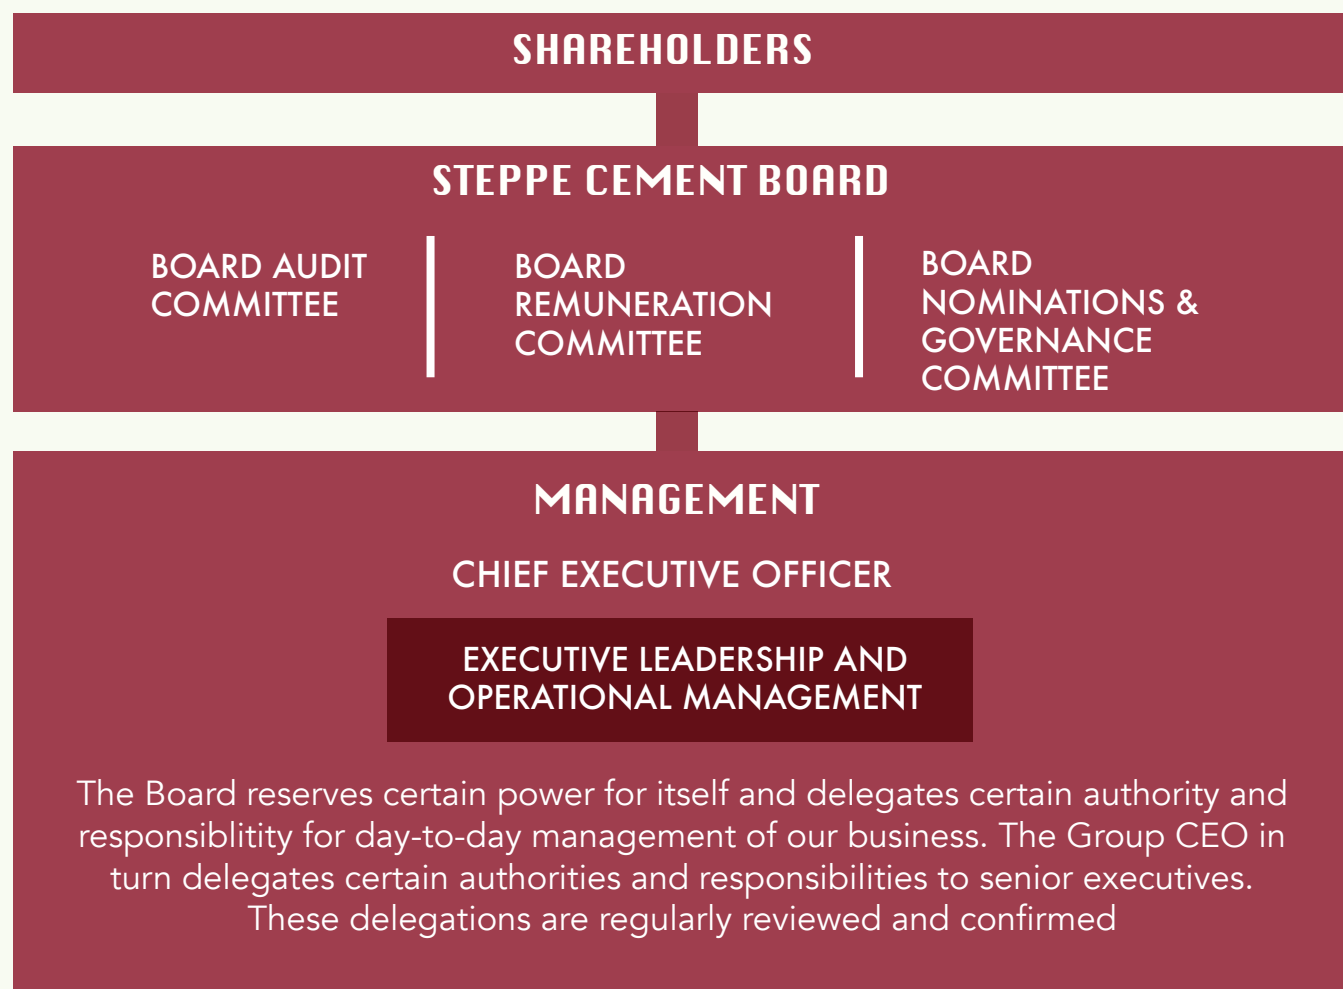 SHAREHOLDERS
STEPPE CEMENT BOARD
BOARD AUDIT
COMMITTEE
BOARD
REMUNERATION
COMMITTEE
BOARD
NOMINATIONS &
GOVERNANCE
COMMITTEE
MANAGEMENT
CHIEF EXECUTIVE OFFICER
EXECUTIVE LEADERSHIP AND
OPERATIONAL MANAGEMENT
The Board reserves certain power for itself and delegates certain authority and
responsiblitity for day-to-day management of our business. The Group CEO in
turn delegates certain authorities and responsibilities to senior executives.
These delegations are regularly reviewed and confirmed